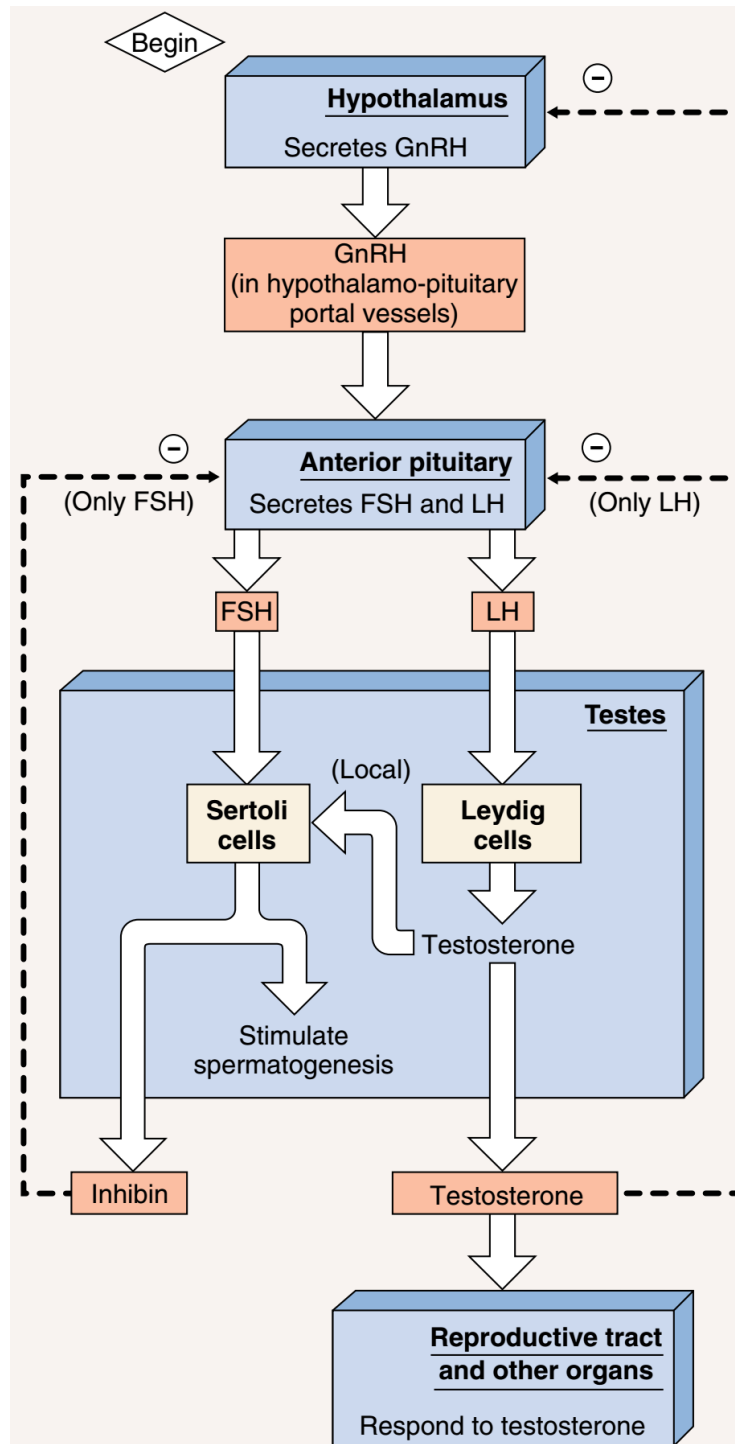 Begin
Hypothalamus
Secretes GnRH
−
GnRH
(in hypothalamo-pituitary
portal vessels)
−
−
(Only FSH)
Anterior pituitary
Secretes FSH and LH
(Only LH)
FSH
LH
Testes
(Local)
Sertoli
cells
Leydig
cells
Testosterone
Stimulate
spermatogenesis
Inhibin
Testosterone
Reproductive tract
and other organs
Respond to testosterone